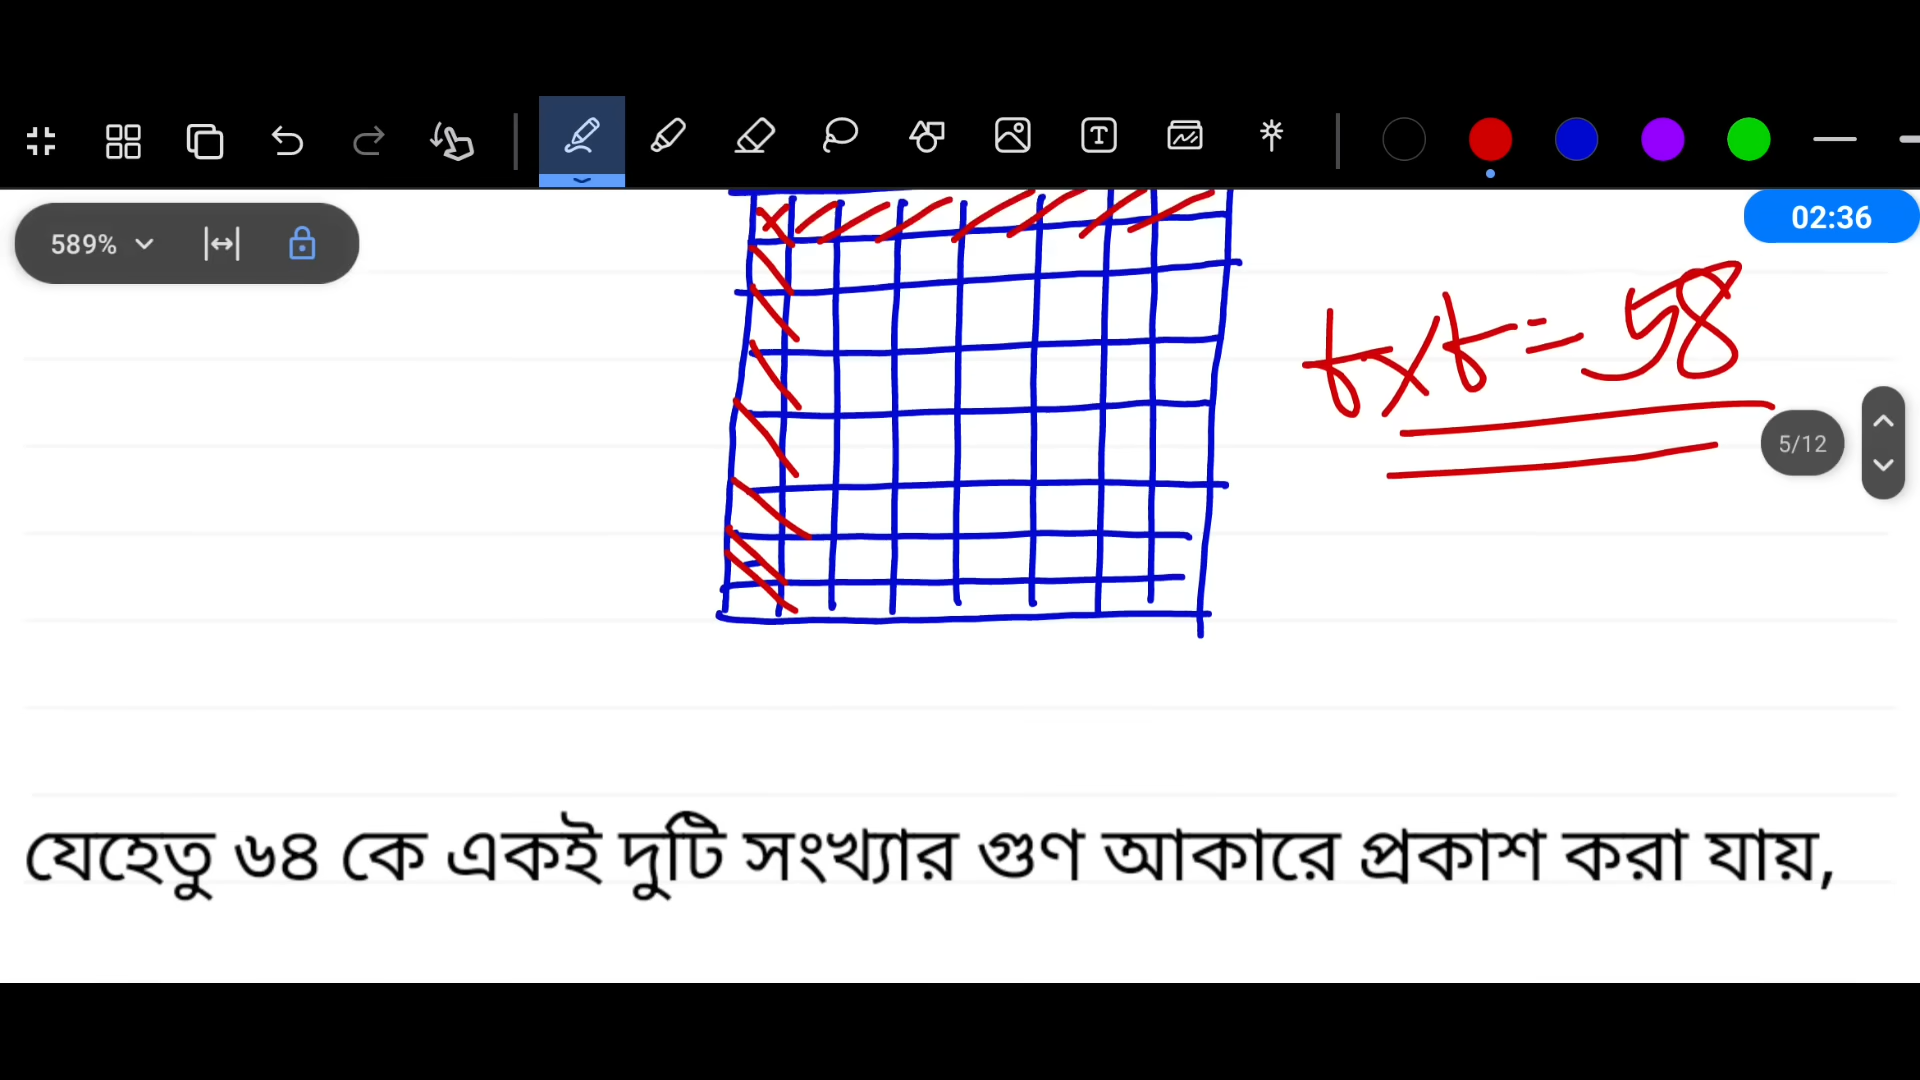 02:36
589%
৮×৮=৬৪
5/12
যেহেতু ৬৪ কে একই দুটি সংখ্যার গুণ আকারে প্রকাশ করা যায়,